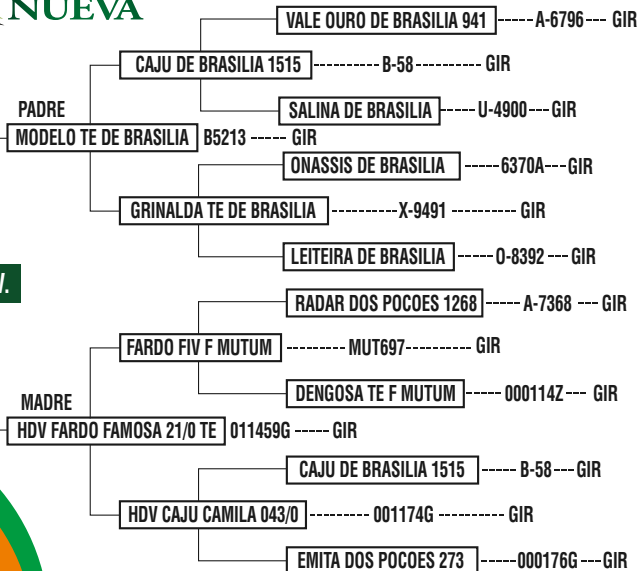 NUEVA
VALE OURO DE BRASILIA 941 -----A-6796--- GIR
CAJU DE BRASILIA 1515 ----------B-58---------- GIR
SALINA DE BRASILIA -----U-4900---GIR
PADRE
MODELO TE DE BRASILIA B5213 ----- GIR
ONASSIS DE BRASILIA -----6370A---GIR
GRINALDA TE DE BRASILIA ----------X-9491 ---------- GIR
LEITEIRA DE BRASILIA -----O-8392 --- GIR
RADAR DOS POCOES 1268 ----- A-7368 --- GIR
FARDO FIV F MUTUM --------- MUT697---------- GIR
DENGOSA TE F MUTUM ----- 000114Z--- GIR
MADRE
HDV FARDO FAMOSA 21/0 TE 011459G ----- GIR
CAJU DE BRASILIA 1515 ----- B-58---GIR
HDV CAJU CAMILA 043/0 --------- 001174G ---------- GIR
EMITA DOS POCOES 273 -----000176G ---GIR